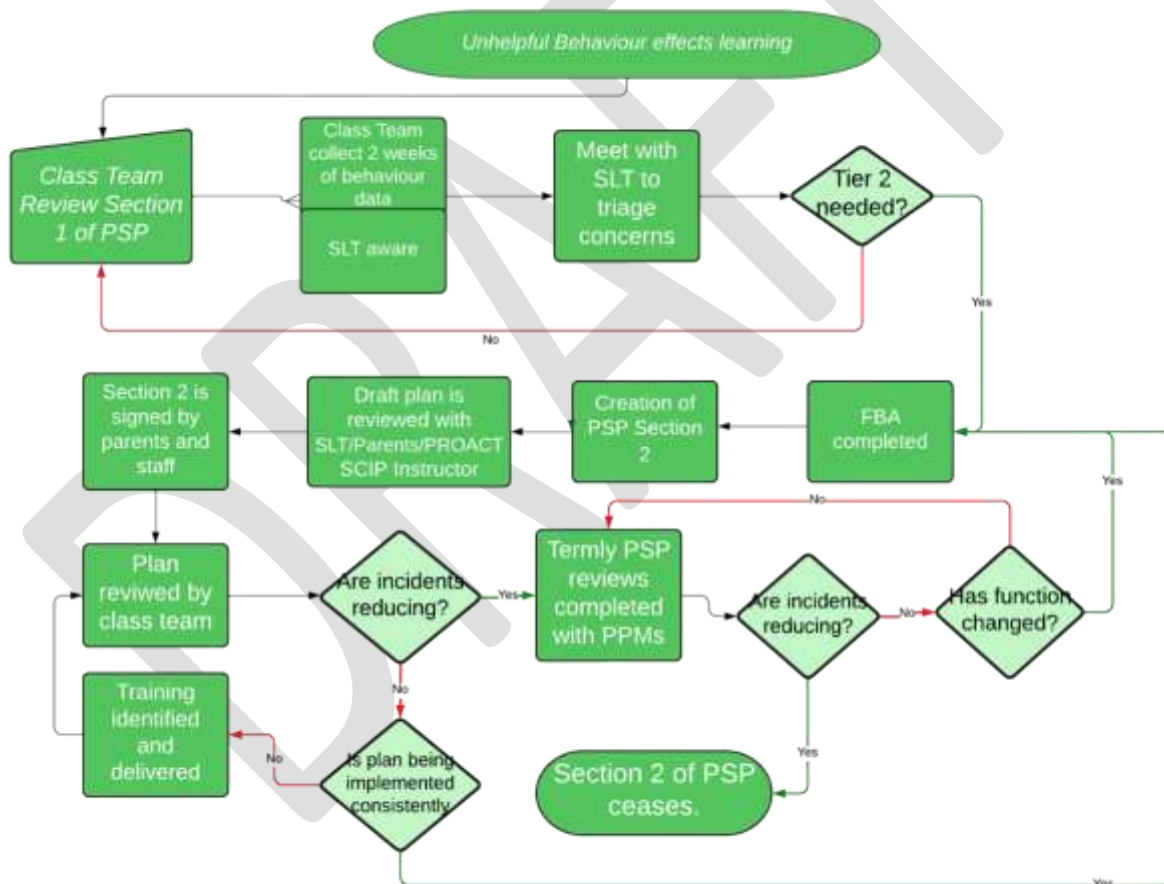 Unhelpful Behaviour effects learning
Class Team
Review Section
1 of PSP
Class Team
collect 2 weeks
of behaviour
data
SLT aware
Meet with
SLT to
triage
concerns
Tier 2
needed?
Yes
No
Section 2 is
signed by
parents and
staff
Draft plan is
reviewed with
SLT/Parents/PROACT
SCIP Instructor
Creation of
PSP Section
2
FBA
completed
Yes
No
Plan
reviwed by
class team
Are incidents
reducing?
Yes
Termly PSP
reviews
completed
with PPMs
Are incidents
reducing?
No
Has function
changed?
No
Training
identified
and
delivered
No
Is plan being
implemented
consistently
Yes
Section 2 of PSP
ceases.
Yes
DRAFT